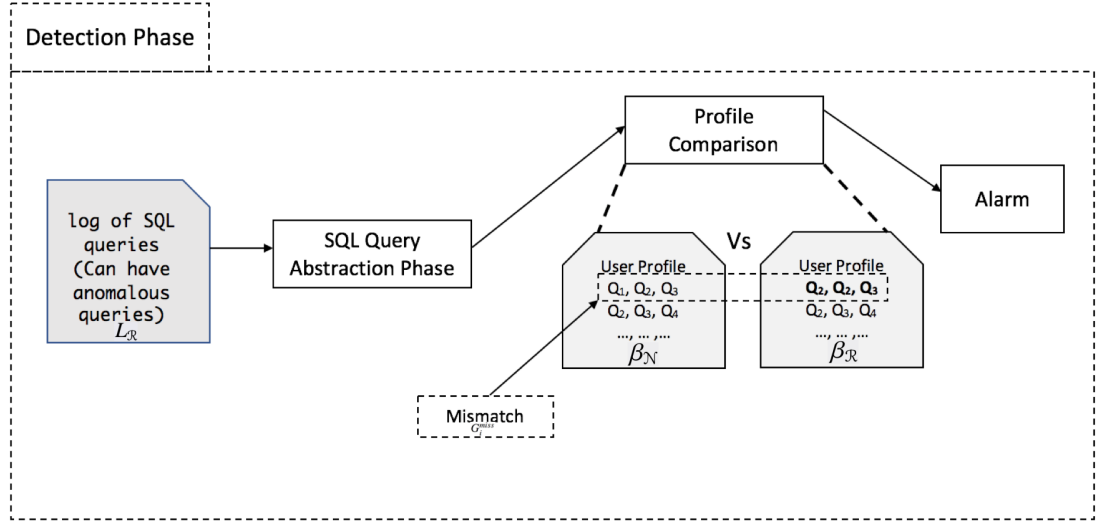 Detection Phase
Profile
Comparison
Alarm
log of SQL
queries
(Can have
anomalous
queries)
L_ℛ
SQL Query
Abstraction Phase
Vs
User Profile
Q₁, Q₂, Q₃
Q₂, Q₃, Q₄
..., ... ,...
β_𝒩
User Profile
Q₂, Q₂, Q₃
Q₂, Q₃, Q₄
..., ... ,...
β_ℛ
Mismatch
G_i^miss